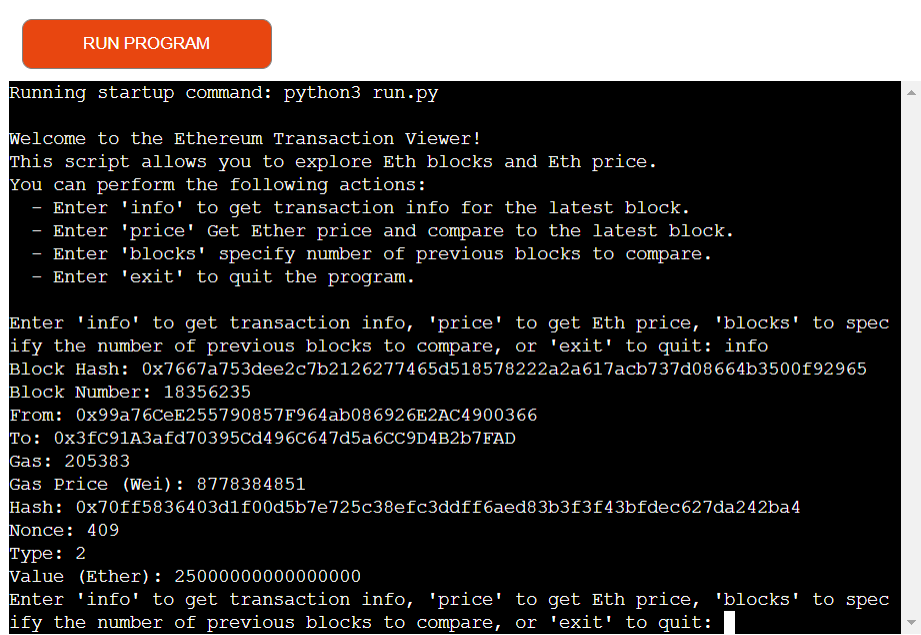 RUN PROGRAM
Running startup command: python3 run.py
Welcome to the Ethereum Transaction Viewer!
This script allows you to explore Eth blocks and Eth price.
You can perform the following actions:
- Enter 'info' to get transaction info for the latest block.
- Enter 'price' Get Ether price and compare to the latest block.
- Enter 'blocks' specify number of previous blocks to compare.
- Enter 'exit' to quit the program.
Enter 'info' to get transaction info, 'price' to get Eth price, 'blocks' to spec
ify the number of previous blocks to compare, or 'exit' to quit: info
Block Hash: 0x7667a753dee2c7b2126277465d518578222a2a617acb737d08664b3500f92965
Block Number: 18356235
From: 0x99a76CeE255790857F964ab086926E2AC4900366
To: 0x3fC91A3afd70395Cd496C647d5a6CC9D4B2b7FAD
Gas: 205383
Gas Price (Wei): 8778384851
Hash: 0x70ff5836403d1f00d5b7e725c38efc3ddff6aed83b3f3f43bfdec627da242ba4
Nonce: 409
Type: 2
Value (Ether): 25000000000000000
Enter 'info' to get transaction info, 'price' to get Eth price, 'blocks' to spec
ify the number of previous blocks to compare, or 'exit' to quit: